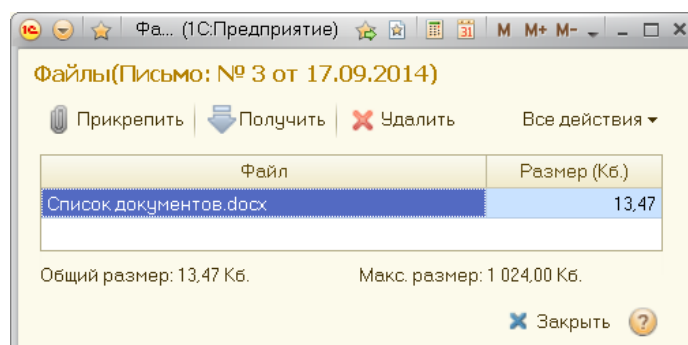 Фа... (1С:Предприятие) 31 M M+ M-
Файлы(Письмо: № 3 от 17.09.2014)
Прикрепить Получить Удалить Все действия
Файл Размер (Кб.)
Список документов.docx 13,47
Общий размер: 13,47 Кб. Макс. размер: 1 024,00 Кб.
Закрыть ?